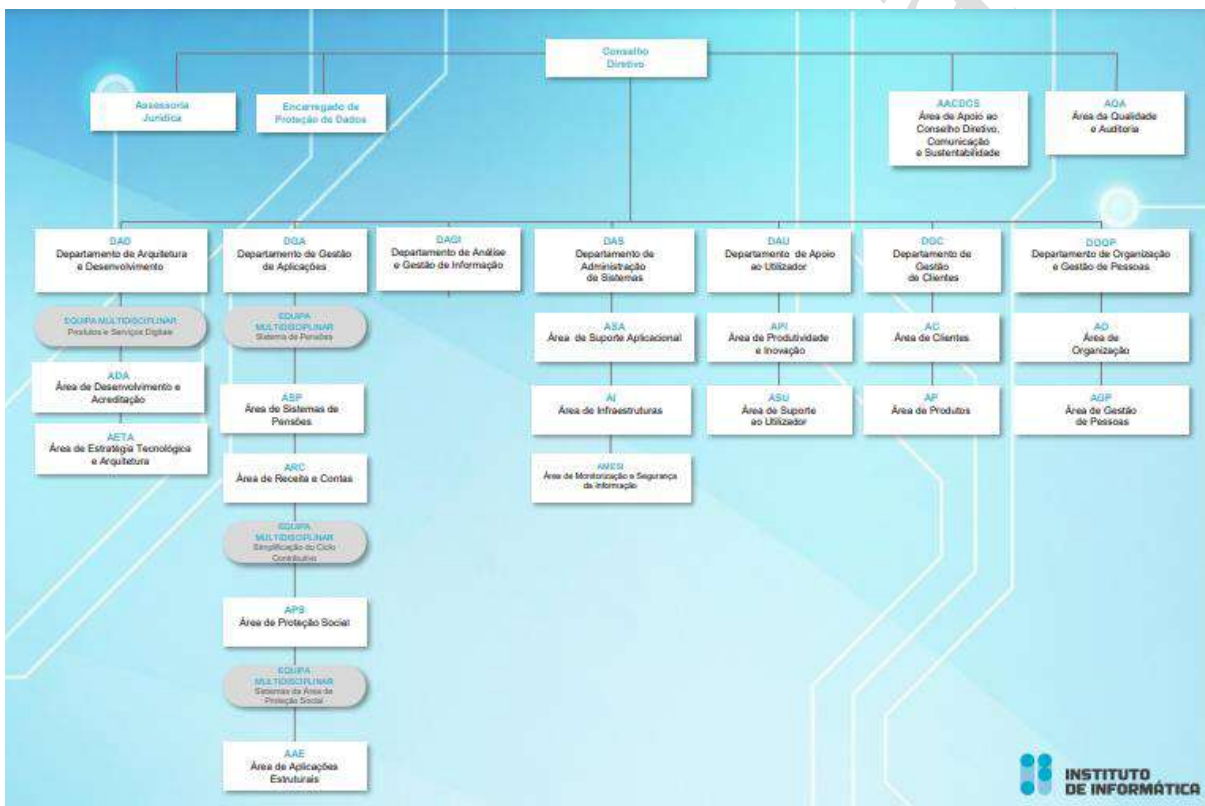 Conselho
Diretivo
Assessoria
Jurídica
Encarregado de
Proteção de Dados
AACDCS
Área de Apoio ao
Conselho Diretivo,
Comunicação
e Sustentabilidade
AQA
Área da Qualidade
e Auditoria
DAD
Departamento de Arquitetura
e Desenvolvimento
DGA
Departamento de Gestão
de Aplicações
DAGI
Departamento de Análise
e Gestão de Informação
DAS
Departamento de
Administração
de Sistemas
DAU
Departamento de Apoio
ao Utilizador
DGC
Departamento de
Gestão
de Clientes
DOGP
Departamento de Organização
e Gestão de Pessoas
EQUIPA MULTIDISCIPLINAR
Produtos e Serviços Digitais
ADA
Área de Desenvolvimento e
Acreditação
AETA
Área de Estratégia Tecnológica
e Arquitetura
EQUIPA
MULTIDISCIPLINAR
Sistema de Pensões
ASP
Área de Sistemas de
Pensões
ARC
Área de Receita e Contas
EQUIPA
MULTIDISCIPLINAR
Simplificação do Ciclo
Contributivo
APS
Área de Proteção Social
EQUIPA
MULTIDISCIPLINAR
Sistemas da Área de
Proteção Social
AAE
Área de Aplicações
Estruturais
ASA
Área de Suporte Aplicacional
AI
Área de Infraestruturas
AMESI
Área de Monitorização e Segurança
da Informação
API
Área de Produtividade
e Inovação
ASU
Área de Suporte
ao Utilizador
AC
Área de Clientes
AP
Área de Produtos
AO
Área de
Organização
AGP
Área de Gestão
de Pessoas
INSTITUTO
DE INFORMÁTICA